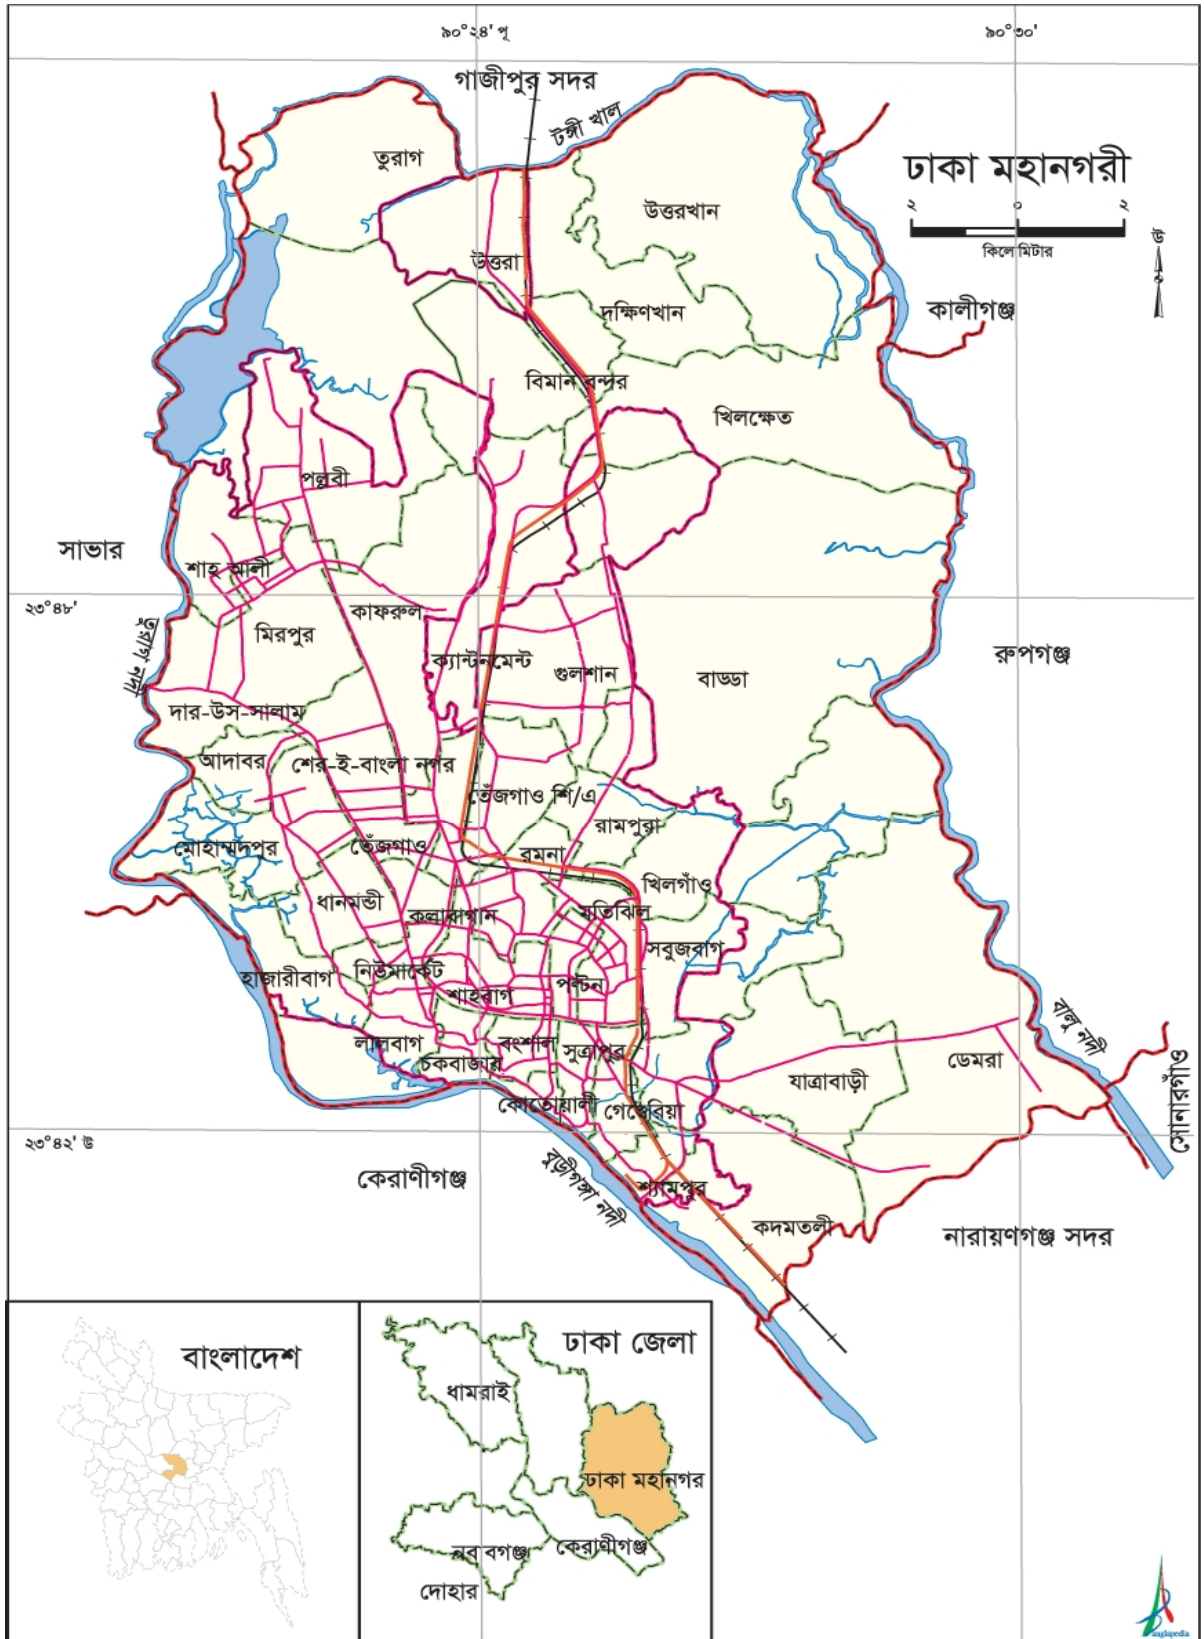 ৯০°২৪' পূ
৯০°৩০'
গাজীপুর সদর
টঙ্গী খাল
তুরাগ
ঢাকা মহানগরী
উত্তরখান
২ ০ ২
কিলোমিটার
উ
উত্তরা
দক্ষিণখান
কালীগঞ্জ
বিমান বন্দর
খিলক্ষেত
পল্লবী
সাভার
শাহ আলী
২৩°৪৮'
কাফরুল
মিরপুর
তুরাগ নদী
ক্যান্টনমেন্ট
গুলশান
বাড্ডা
রুপগঞ্জ
দার-উস-সালাম
আদাবর
শের-ই-বাংলা নগর
তেঁজগাও শি/এ
রামপুরা
মোহাম্মদপুর
তেঁজগাও
রমনা
খিলগাঁও
ধানমন্ডী
কলাবাগান
মতিঝিল
সবুজবাগ
হাজারীবাগ
নিউমার্কেট
শাহবাগ
পল্টন
বালু নদী
লালবাগ
চকবাজার
বংশাল
সুত্রাপুর
যাত্রাবাড়ী
ডেমরা
সোনারগাঁও
কোতোয়ালী
গেন্ডেরিয়া
২৩°৪২' উ
কেরাণীগঞ্জ
বুড়ীগঙ্গা নদী
শ্যামপুর
কদমতলী
নারায়ণগঞ্জ সদর
বাংলাদেশ
ঢাকা জেলা
ধামরাই
ঢাকা মহানগর
নবাবগঞ্জ
কেরাণীগঞ্জ
দোহার
Banglapedia